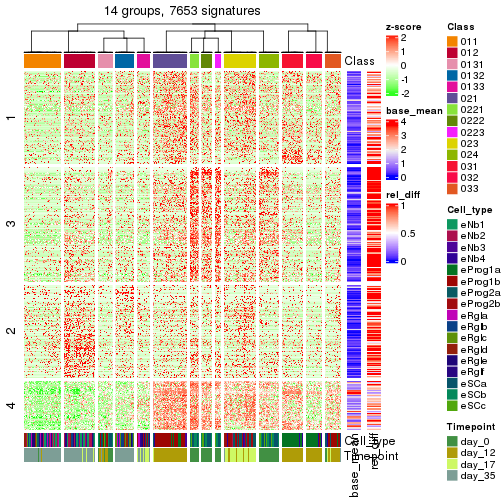 14 groups, 7653 signatures
Class
1
3
2
4
Cell_type
Timepoint
base_mean
rel_diff
z-score
2
1
0
-1
-2
base_mean
4
3
2
1
0
rel_diff
1
0.5
0
Class
011
012
0131
0132
0133
021
0221
0222
0223
023
024
031
032
033
Cell_type
eNb1
eNb2
eNb3
eNb4
eProg1a
eProg1b
eProg2a
eProg2b
eRgla
eRglb
eRglc
eRgld
eRgle
eRglf
eSCa
eSCb
eSCc
Timepoint
day_0
day_12
day_17
day_35